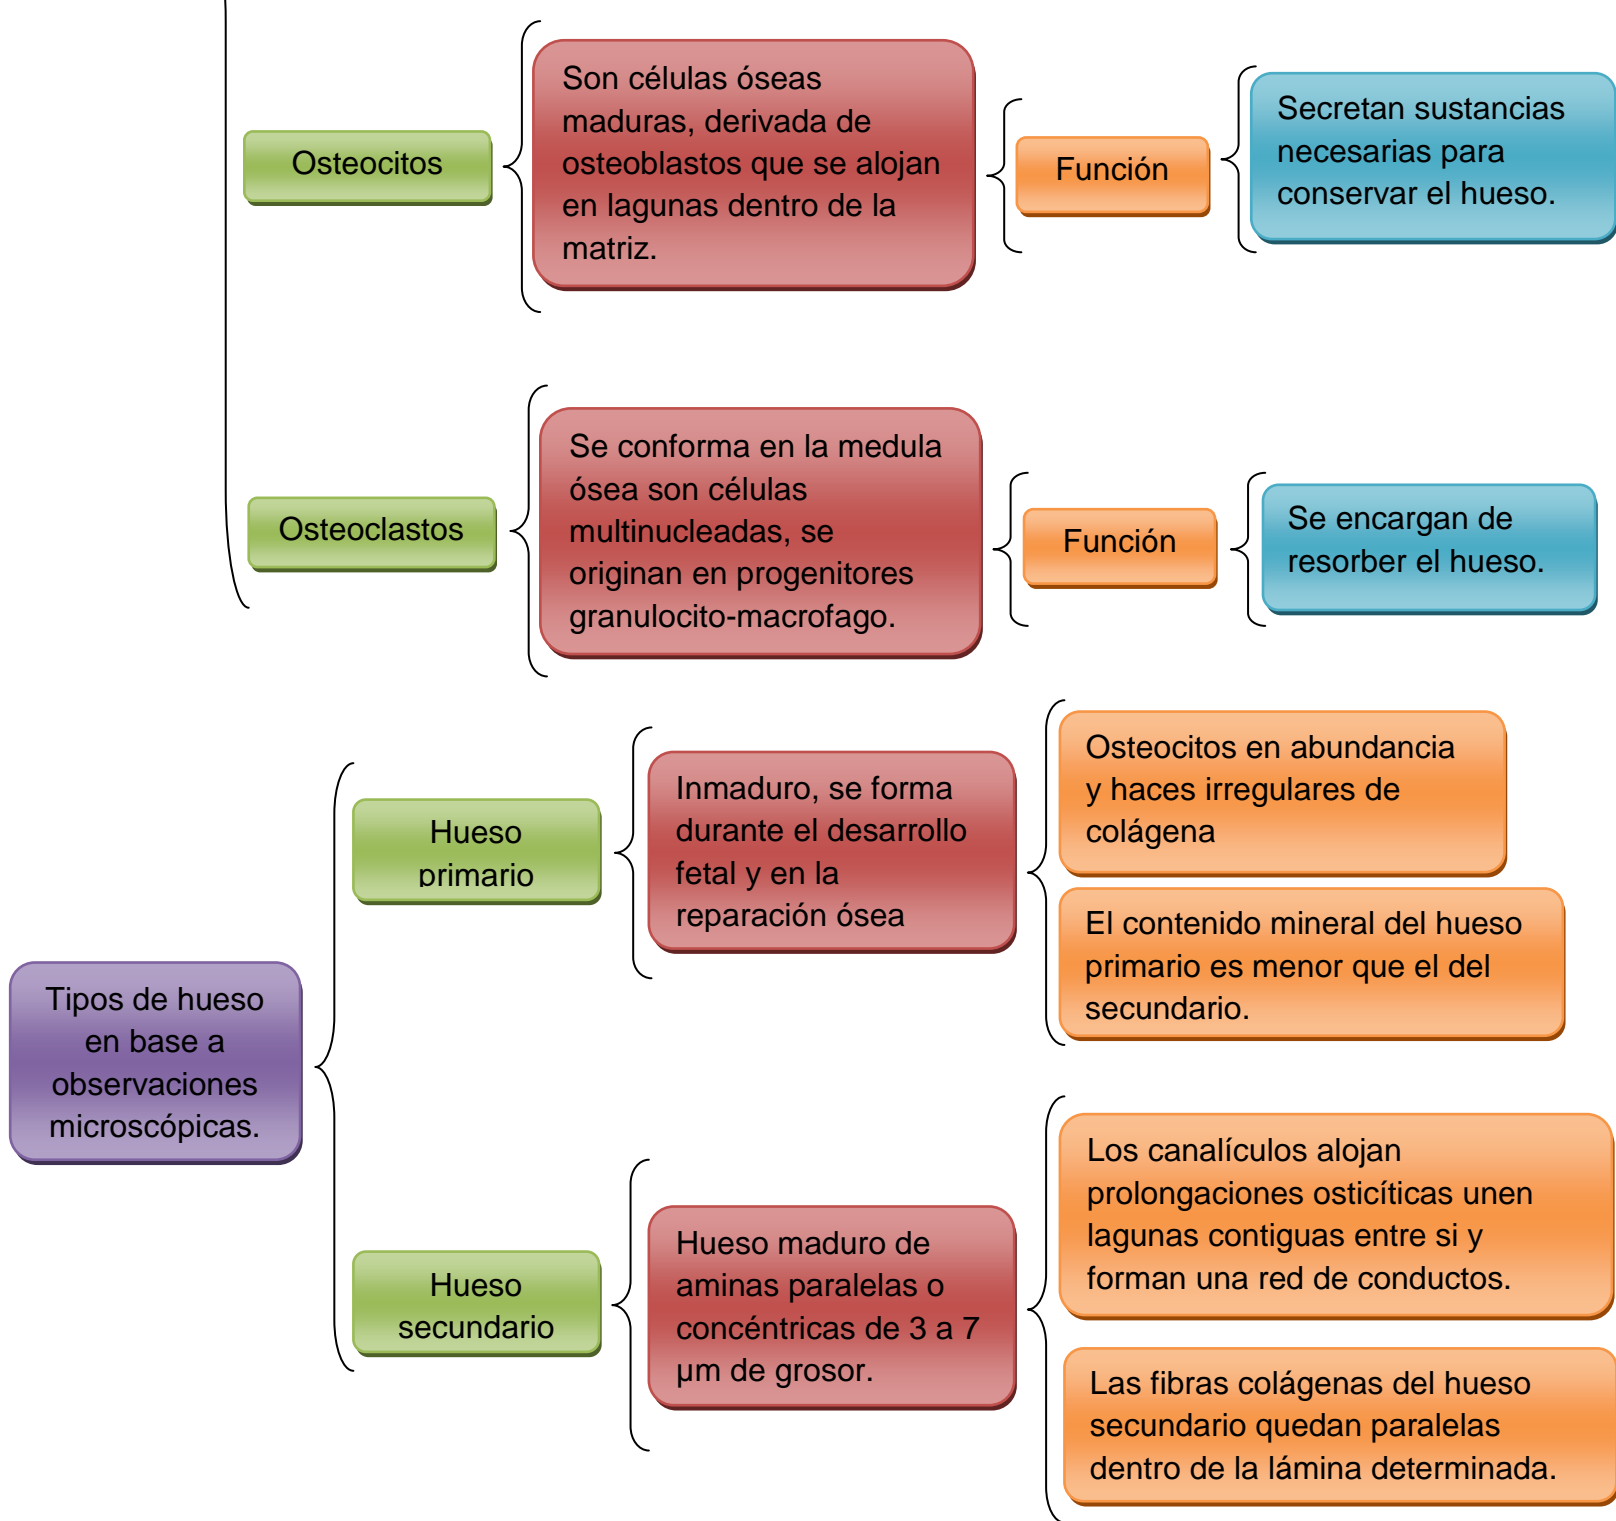 Osteocitos
Son células óseas
maduras, derivada de
osteoblastos que se alojan
en lagunas dentro de la
matriz.
Función
Secretan sustancias
necesarias para
conservar el hueso.
Osteoclastos
Se conforma en la medula
ósea son células
multinucleadas, se
originan en progenitores
granulocito-macrofago.
Función
Se encargan de
resorber el hueso.
Tipos de hueso
en base a
observaciones
microscópicas.
Hueso
primario
Inmaduro, se forma
durante el desarrollo
fetal y en la
reparación ósea
Osteocitos en abundancia
y haces irregulares de
colágena
El contenido mineral del hueso
primario es menor que el del
secundario.
Hueso
secundario
Hueso maduro de
aminas paralelas o
concéntricas de 3 a 7
µm de grosor.
Los canalículos alojan
prolongaciones osticíticas unen
lagunas contiguas entre si y
forman una red de conductos.
Las fibras colágenas del hueso
secundario quedan paralelas
dentro de la lámina determinada.